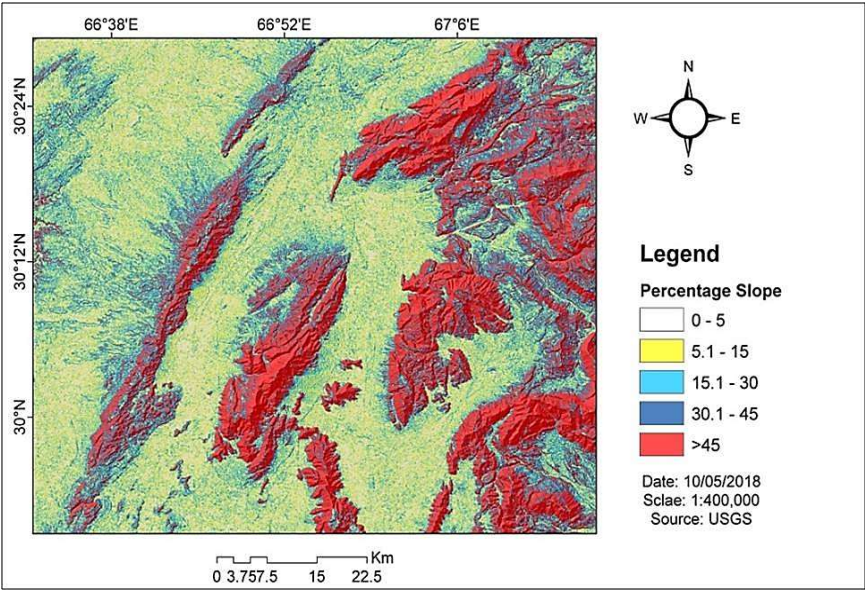 66°38'E 66°52'E 67°6'E
30°24'N
30°12'N
30°N
N
W E
S
Legend
Percentage Slope
0 - 5
5.1 - 15
15.1 - 30
30.1 - 45
>45
Date: 10/05/2018
Sclae: 1:400,000
Source: USGS
Km
0 3.757.5 15 22.5